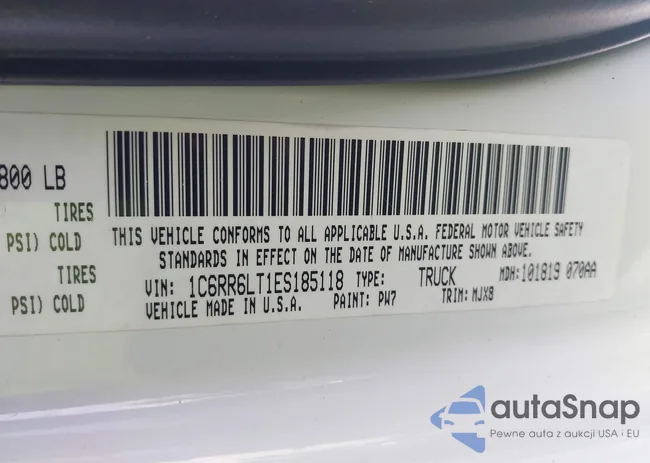 800 LB
TIRES
PSI) COLD
TIRES
PSI) COLD
THIS VEHICLE CONFORMS TO ALL APPLICABLE U.S.A. FEDERAL MOTOR VEHICLE SAFETY
STANDARDS IN EFFECT ON THE DATE OF MANUFACTURE SHOWN ABOVE.
VIN: 1C6RR6LT1ES185118 TYPE: TRUCK MDH:101819 070AA
VEHICLE MADE IN U.S.A. PAINT: PW7 TRIM: MJX8
autaSnap
Pewne auta z aukcji USA i EU